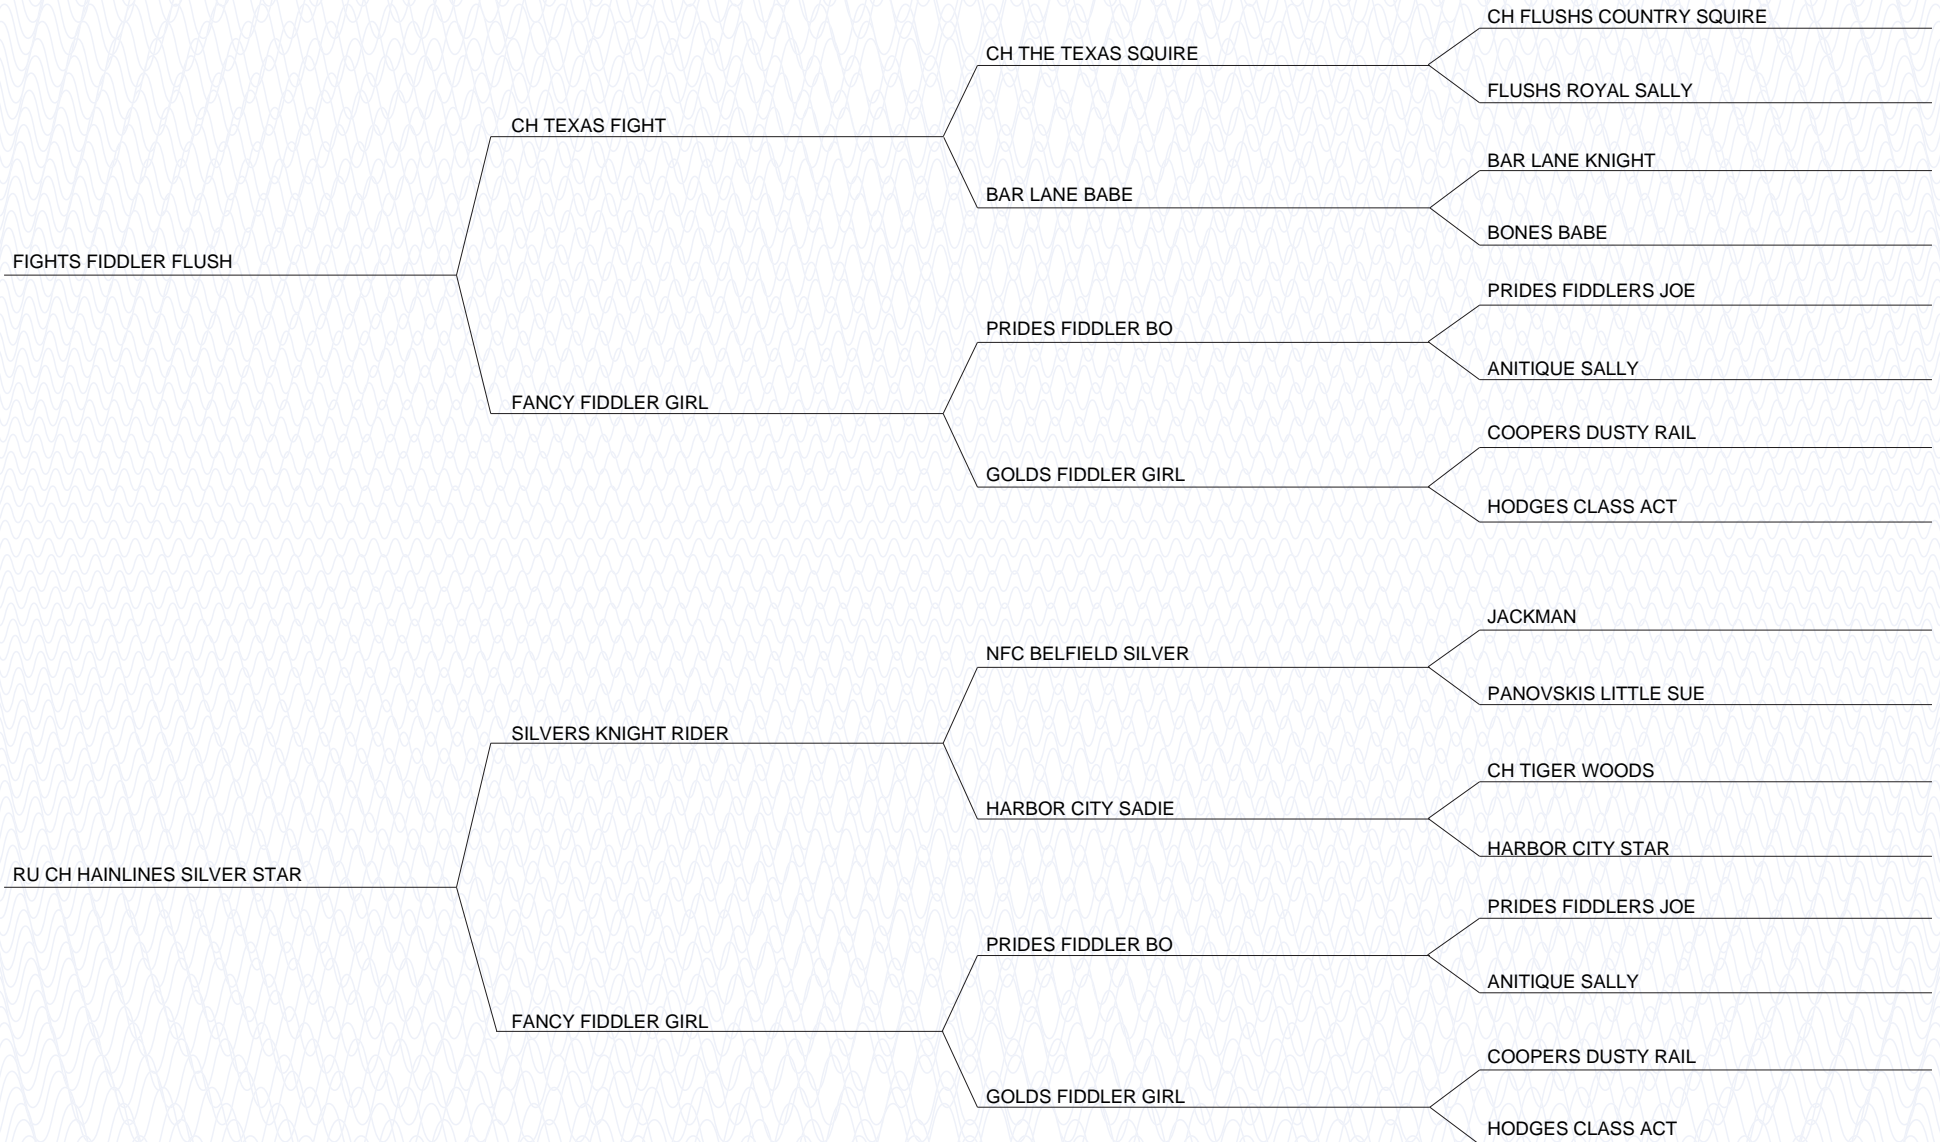 CH FLUSHS COUNTRY SQUIRE
CH THE TEXAS SQUIRE
FLUSHS ROYAL SALLY
CH TEXAS FIGHT
BAR LANE KNIGHT
BAR LANE BABE
BONES BABE
FIGHTS FIDDLER FLUSH
PRIDES FIDDLERS JOE
PRIDES FIDDLER BO
ANITIQUE SALLY
FANCY FIDDLER GIRL
COOPERS DUSTY RAIL
GOLDS FIDDLER GIRL
HODGES CLASS ACT
JACKMAN
NFC BELFIELD SILVER
PANOVSKIS LITTLE SUE
SILVERS KNIGHT RIDER
CH TIGER WOODS
HARBOR CITY SADIE
HARBOR CITY STAR
RU CH HAINLINES SILVER STAR
PRIDES FIDDLERS JOE
PRIDES FIDDLER BO
ANITIQUE SALLY
FANCY FIDDLER GIRL
COOPERS DUSTY RAIL
GOLDS FIDDLER GIRL
HODGES CLASS ACT